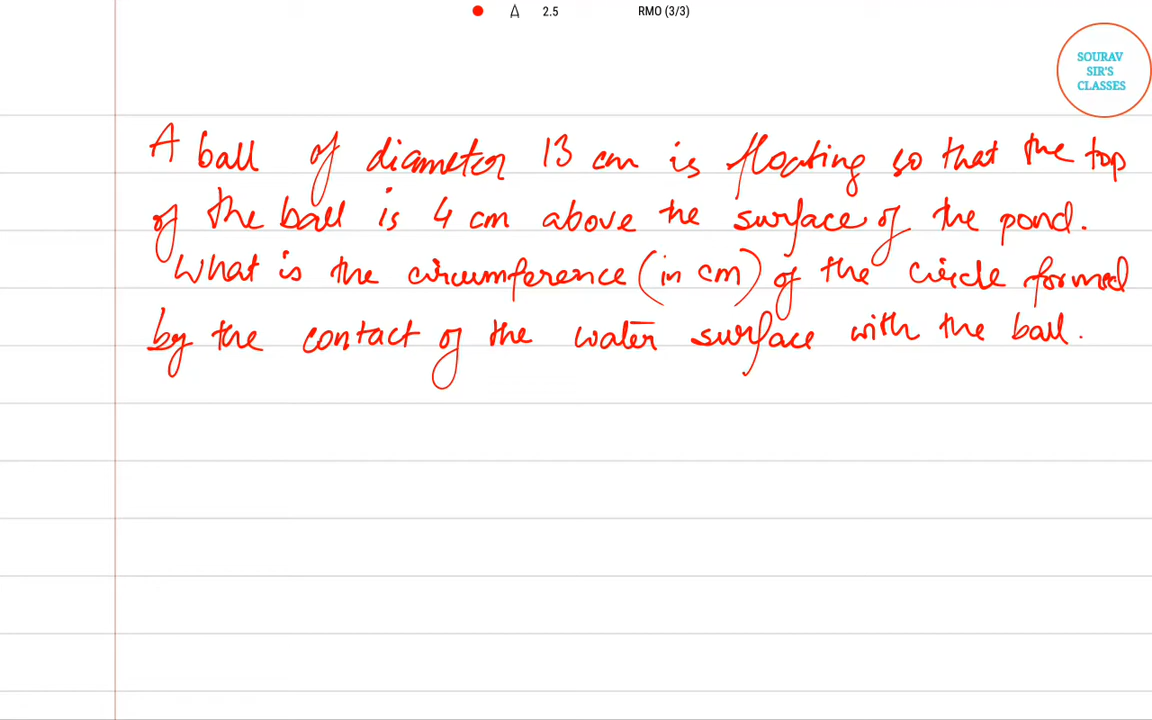 2.5 RMO (3/3)
SOURAV
SIR'S
CLASSES
A ball of diameter 13 cm is floating so that the top
of the ball is 4 cm above the surface of the pond.
What is the circumference (in cm) of the circle formed
by the contact of the water surface with the ball.